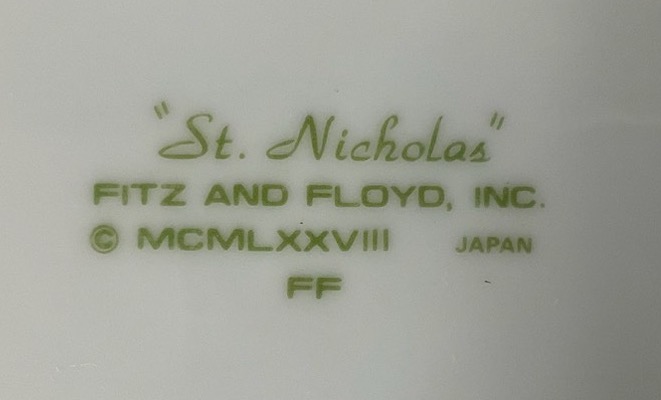 "St. Nicholas"
FITZ AND FLOYD, INC.
© MCMLXXVIII JAPAN
FF